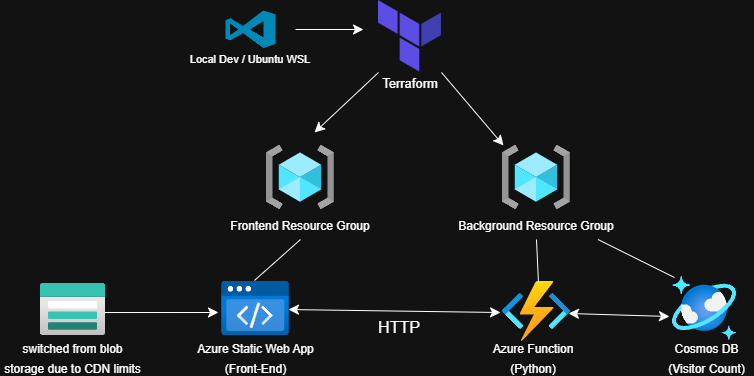 Local Dev / Ubuntu WSL
Terraform
Frontend Resource Group
Background Resource Group
HTTP
switched from blob
storage due to CDN limits
Azure Static Web App
(Front-End)
Azure Function
(Python)
Cosmos DB
(Visitor Count)